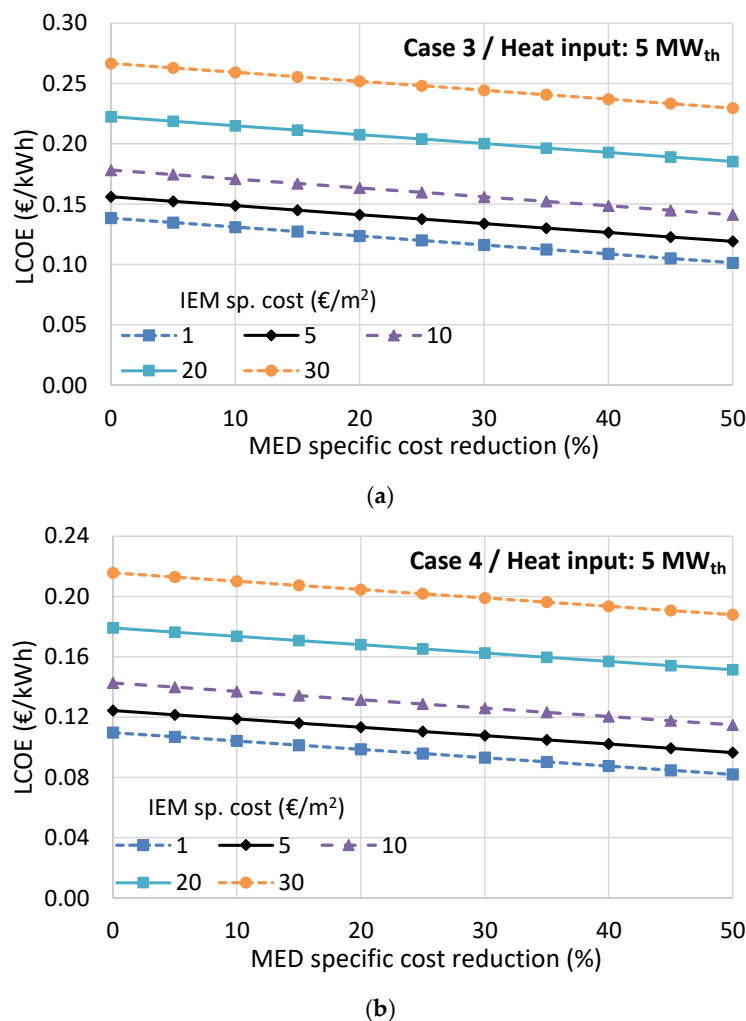 0.30
0.25
0.20
0.15
0.10
0.05
0.00
LCOE (€/kWh)
Case 3 / Heat input: 5 MWth
IEM sp. cost (€/m2)
1 5 10
20 30
0 10 20 30 40 50
MED specific cost reduction (%)
(a)
0.24
0.20
0.16
0.12
0.08
0.04
0.00
LCOE (€/kWh)
Case 4 / Heat input: 5 MWth
IEM sp. cost (€/m2)
1 5 10
20 30
0 10 20 30 40 50
MED specific cost reduction (%)
(b)